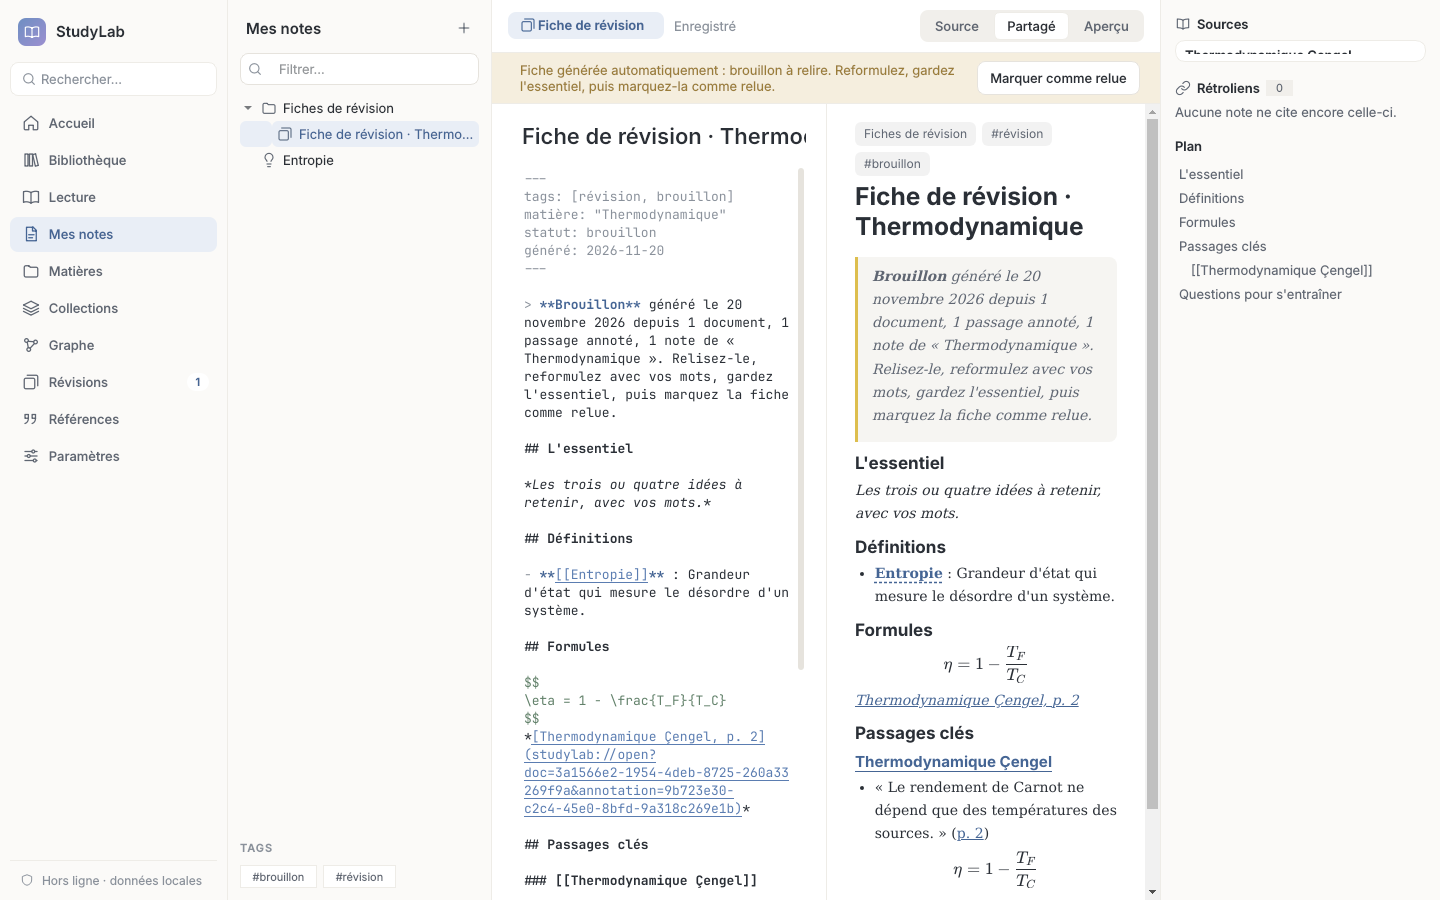 StudyLab
Rechercher...
Accueil
Bibliothèque
Lecture
Mes notes
Matières
Collections
Graphe
Révisions 1
Références
Paramètres
Hors ligne · données locales
Mes notes
Filtrer...
Fiches de révision
Fiche de révision · Thermo...
Entropie
TAGS
#brouillon #révision
Fiche de révision Enregistré
Source Partagé Aperçu
Fiche générée automatiquement : brouillon à relire. Reformulez, gardez
l'essentiel, puis marquez-la comme relue.
Marquer comme relue
Fiche de révision · Thermo
---
tags: [révision, brouillon]
matière: "Thermodynamique"
statut: brouillon
généré: 2026-11-20
---
> **Brouillon** généré le 20
novembre 2026 depuis 1 document, 1
passage annoté, 1 note de «
Thermodynamique ». Relisez-le,
reformulez avec vos mots, gardez
l'essentiel, puis marquez la fiche
comme relue.
## L'essentiel
*Les trois ou quatre idées à
retenir, avec vos mots.*
## Définitions
- **[[Entropie]]** : Grandeur
d'état qui mesure le désordre d'un
système.
## Formules
$$
\eta = 1 - \frac{T_F}{T_C}
$$
*[Thermodynamique Çengel, p. 2]
(studylab://open?
doc=3a1566e2-1954-4deb-8725-260a33
269f9a&annotation=9b723e30-
c2c4-45e0-8bfd-9a318c269e1b)*
## Passages clés
### [[Thermodynamique Çengel]]
Fiches de révision #révision
#brouillon
Fiche de révision ·
Thermodynamique
Brouillon généré le 20
novembre 2026 depuis 1
document, 1 passage annoté, 1
note de « Thermodynamique ».
Relisez-le, reformulez avec vos
mots, gardez l'essentiel, puis
marquez la fiche comme relue.
L'essentiel
Les trois ou quatre idées à retenir,
avec vos mots.
Définitions
• Entropie : Grandeur d'état qui
mesure le désordre d'un système.
Formules
η = 1 − T_F/T_C
Thermodynamique Çengel, p. 2
Passages clés
Thermodynamique Çengel
• « Le rendement de Carnot ne
dépend que des températures des
sources. » (p. 2)
η = 1 − T_F/T_C
Sources
Thermodynamique Çengel
Rétroliens 0
Aucune note ne cite encore celle-ci.
Plan
L'essentiel
Définitions
Formules
Passages clés
[[Thermodynamique Çengel]]
Questions pour s'entraîner